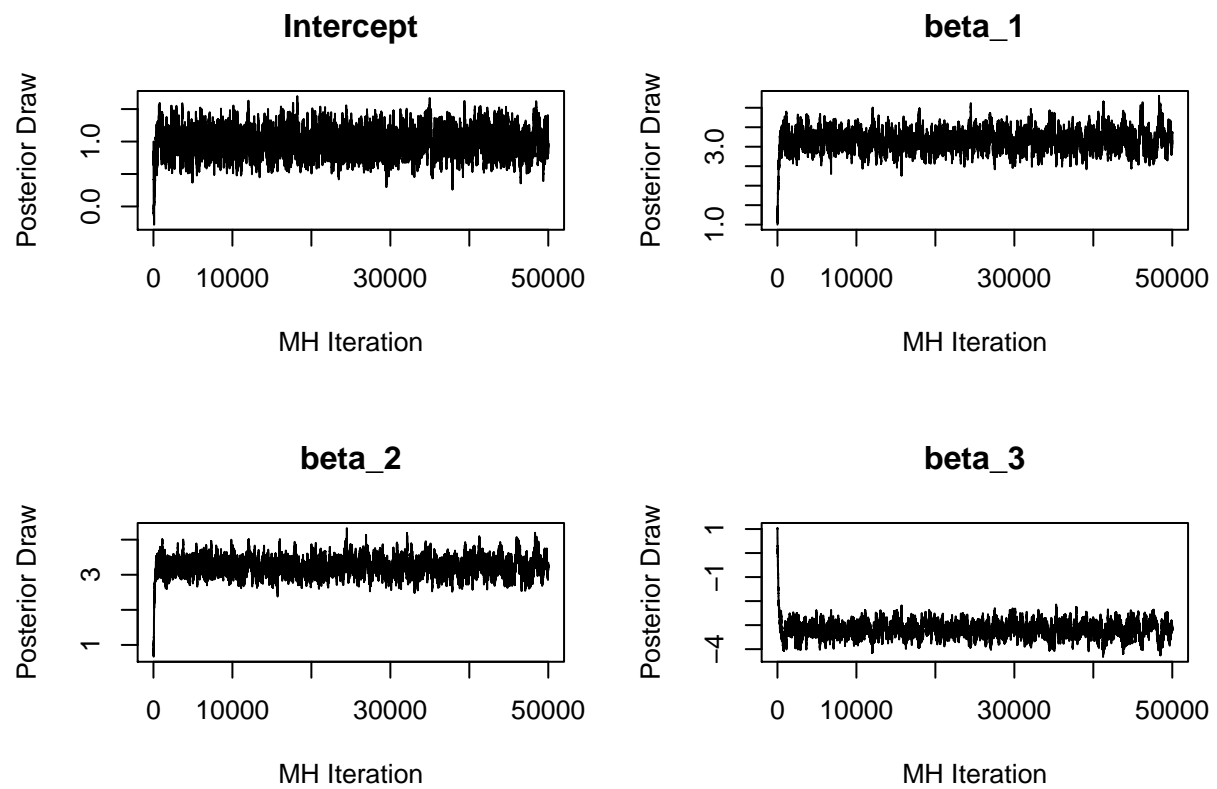 Intercept
Posterior Draw
0.0 1.0
0 10000 30000 50000
MH Iteration
beta_1
Posterior Draw
1.0 3.0
0 10000 30000 50000
MH Iteration
beta_2
Posterior Draw
1 3
0 10000 30000 50000
MH Iteration
beta_3
Posterior Draw
−4 −1 1
0 10000 30000 50000
MH Iteration